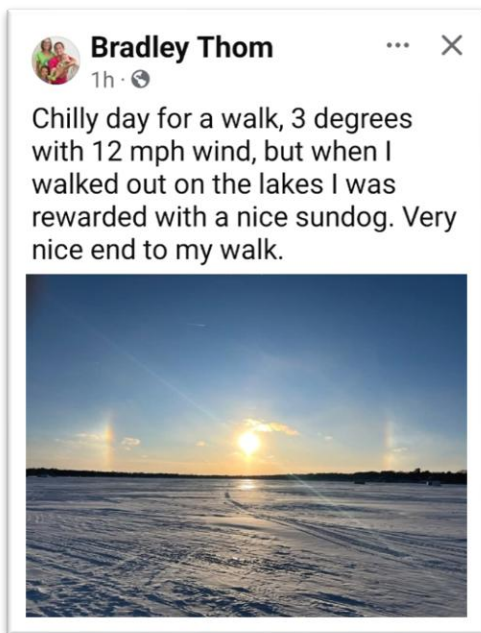 Bradley Thom
1h ·
Chilly day for a walk, 3 degrees
with 12 mph wind, but when I
walked out on the lakes I was
rewarded with a nice sundog. Very
nice end to my walk.